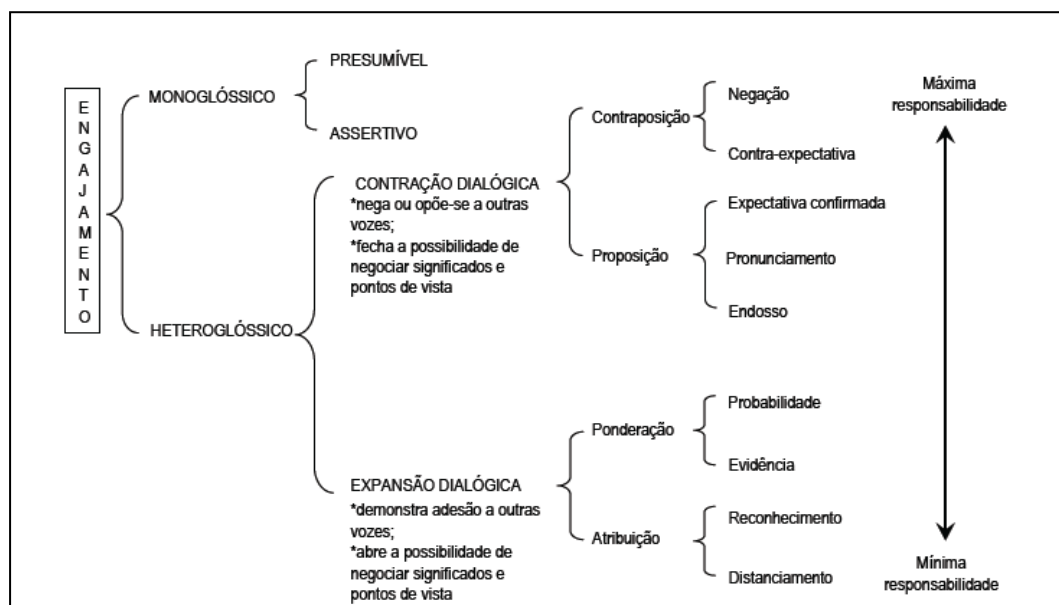 ENGAJAMENTO
MONOGLÓSSICO
PRESUMÍVEL
ASSERTIVO
HETEROGLÓSSICO
CONTRAÇÃO DIALÓGICA
*nega ou opõe-se a outras
vozes;
*fecha a possibilidade de
negociar significados e
pontos de vista
Contraposição
Negação
Contra-expectativa
Proposição
Expectativa confirmada
Pronunciamento
Endosso
EXPANSÃO DIALÓGICA
*demonstra adesão a outras
vozes;
*abre a possibilidade de
negociar significados e
pontos de vista
Ponderação
Probabilidade
Evidência
Atribuição
Reconhecimento
Distanciamento
Máxima
responsabilidade
Mínima
responsabilidade